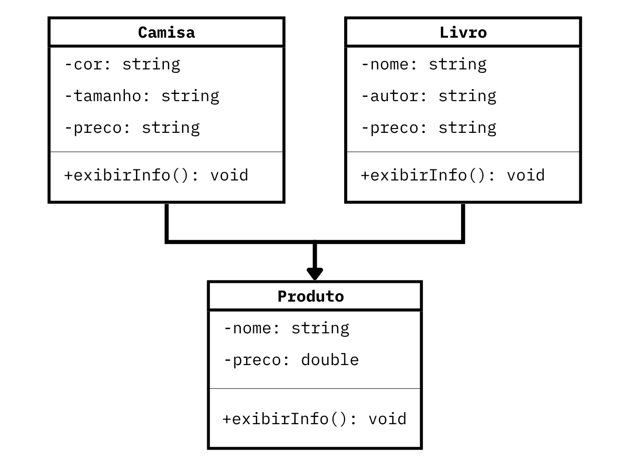 Camisa
-cor: string
-tamanho: string
-preco: string
+exibirInfo(): void
Livro
-nome: string
-autor: string
-preco: string
+exibirInfo(): void
Produto
-nome: string
-preco: double
+exibirInfo(): void